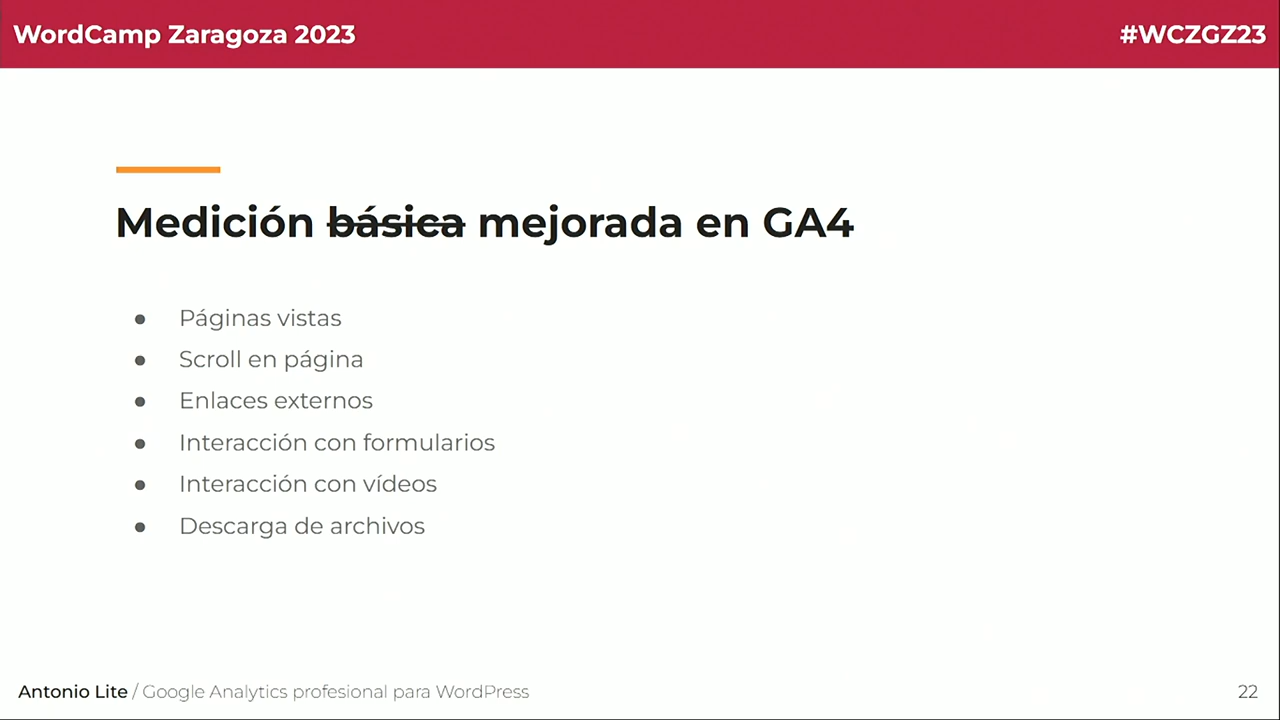 WordCamp Zaragoza 2023
#WCZGZ23
Medición básica mejorada en GA4
● Páginas vistas
● Scroll en página
● Enlaces externos
● Interacción con formularios
● Interacción con vídeos
● Descarga de archivos
Antonio Lite / Google Analytics profesional para WordPress
22